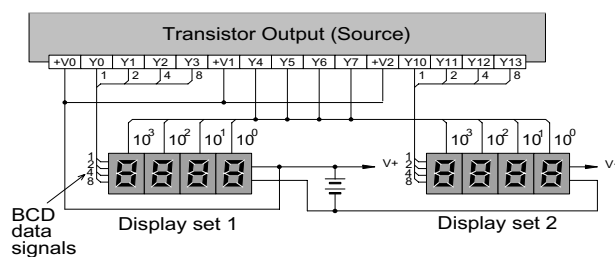 Transistor Output (Source)
+V0 Y0 Y1 Y2 Y3 +V1 Y4 Y5 Y6 Y7 +V2 Y10 Y11 Y12 Y13
1 2 4 8 1 2 4 8
10³ 10² 10¹ 10⁰ 10³ 10² 10¹ 10⁰
1
2
4
8
V+
1
2
4
8
V+
BCD
data
signals
Display set 1
Display set 2